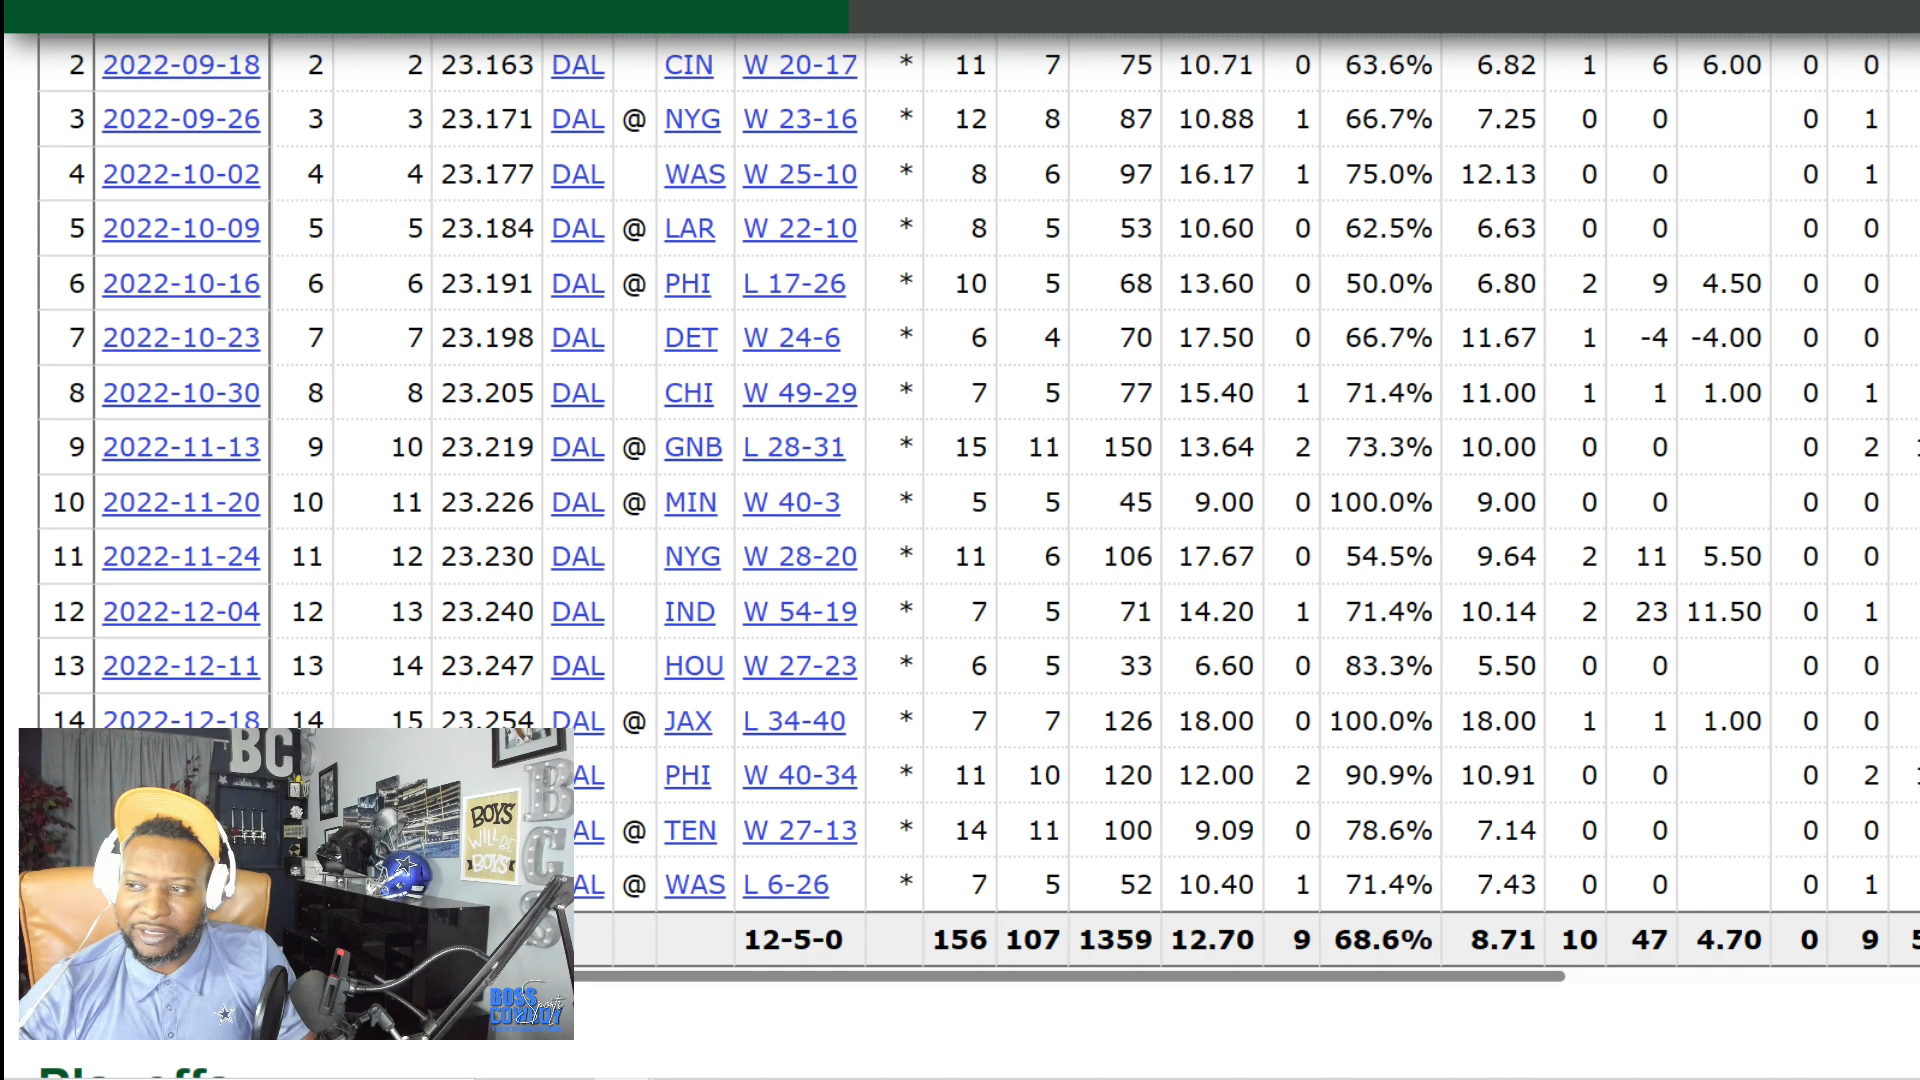 2 2022-09-18 2 2 23.163 DAL CIN W 20-17 * 11 7 75 10.71 0 63.6% 6.82 1 6 6.00 0 0
3 2022-09-26 3 3 23.171 DAL @ NYG W 23-16 * 12 8 87 10.88 1 66.7% 7.25 0 0 0 1
4 2022-10-02 4 4 23.177 DAL WAS W 25-10 * 8 6 97 16.17 1 75.0% 12.13 0 0 0 1
5 2022-10-09 5 5 23.184 DAL @ LAR W 22-10 * 8 5 53 10.60 0 62.5% 6.63 0 0 0 0
6 2022-10-16 6 6 23.191 DAL @ PHI L 17-26 * 10 5 68 13.60 0 50.0% 6.80 2 9 4.50 0 0
7 2022-10-23 7 7 23.198 DAL DET W 24-6 * 6 4 70 17.50 0 66.7% 11.67 1 -4 -4.00 0 0
8 2022-10-30 8 8 23.205 DAL CHI W 49-29 * 7 5 77 15.40 1 71.4% 11.00 1 1 1.00 0 1
9 2022-11-13 9 10 23.219 DAL @ GNB L 28-31 * 15 11 150 13.64 2 73.3% 10.00 0 0 0 2
10 2022-11-20 10 11 23.226 DAL @ MIN W 40-3 * 5 5 45 9.00 0 100.0% 9.00 0 0 0 0
11 2022-11-24 11 12 23.230 DAL NYG W 28-20 * 11 6 106 17.67 0 54.5% 9.64 2 11 5.50 0 0
12 2022-12-04 12 13 23.240 DAL IND W 54-19 * 7 5 71 14.20 1 71.4% 10.14 2 23 11.50 0 1
13 2022-12-11 13 14 23.247 DAL HOU W 27-23 * 6 5 33 6.60 0 83.3% 5.50 0 0 0 0
14 2022-12-18 14 15 23.254 DAL @ JAX L 34-40 * 7 7 126 18.00 0 100.0% 18.00 1 1 1.00 0 0
AL PHI W 40-34 * 11 10 120 12.00 2 90.9% 10.91 0 0 0 2
AL @ TEN W 27-13 * 14 11 100 9.09 0 78.6% 7.14 0 0 0 0
AL @ WAS L 6-26 * 7 5 52 10.40 1 71.4% 7.43 0 0 0 1
12-5-0 156 107 1359 12.70 9 68.6% 8.71 10 47 4.70 0 9
BCS
BOYS
WILL BE
BOYS
BCS
BOSS
COWBOY
Sports